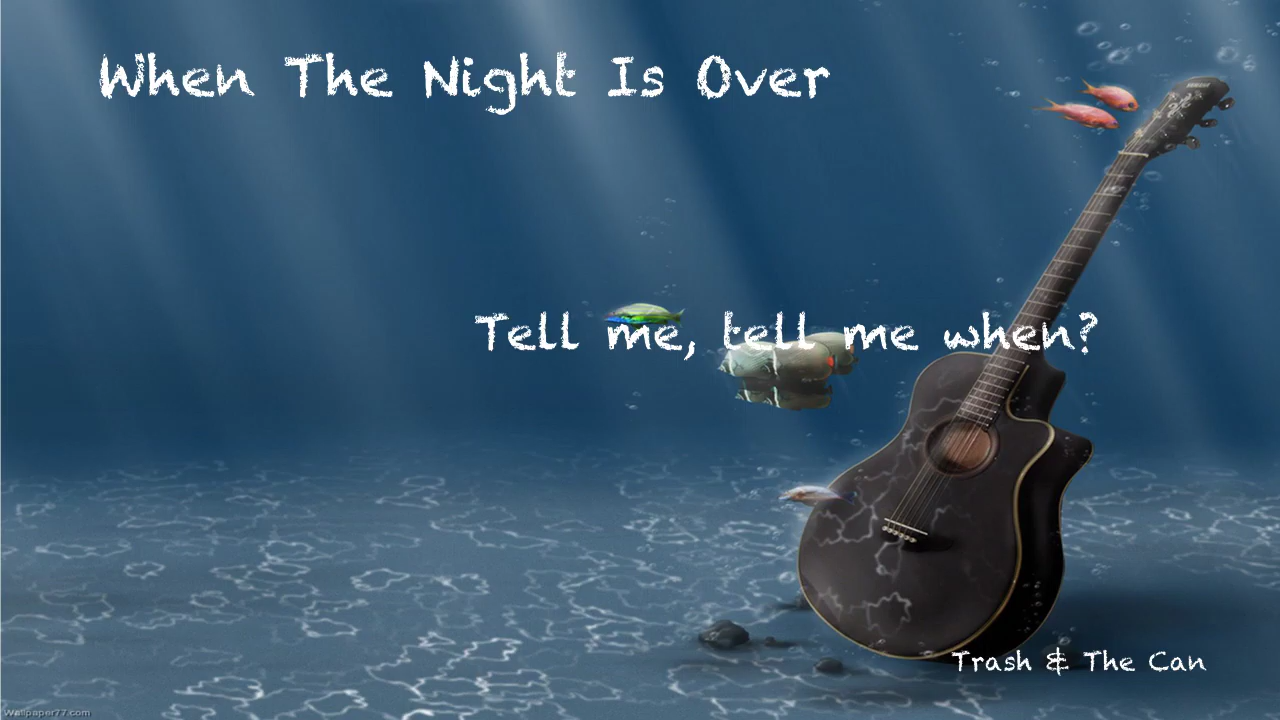 When The Night Is Over
Tell me, tell me when?
Trash & The Can
Wallpaper77.com